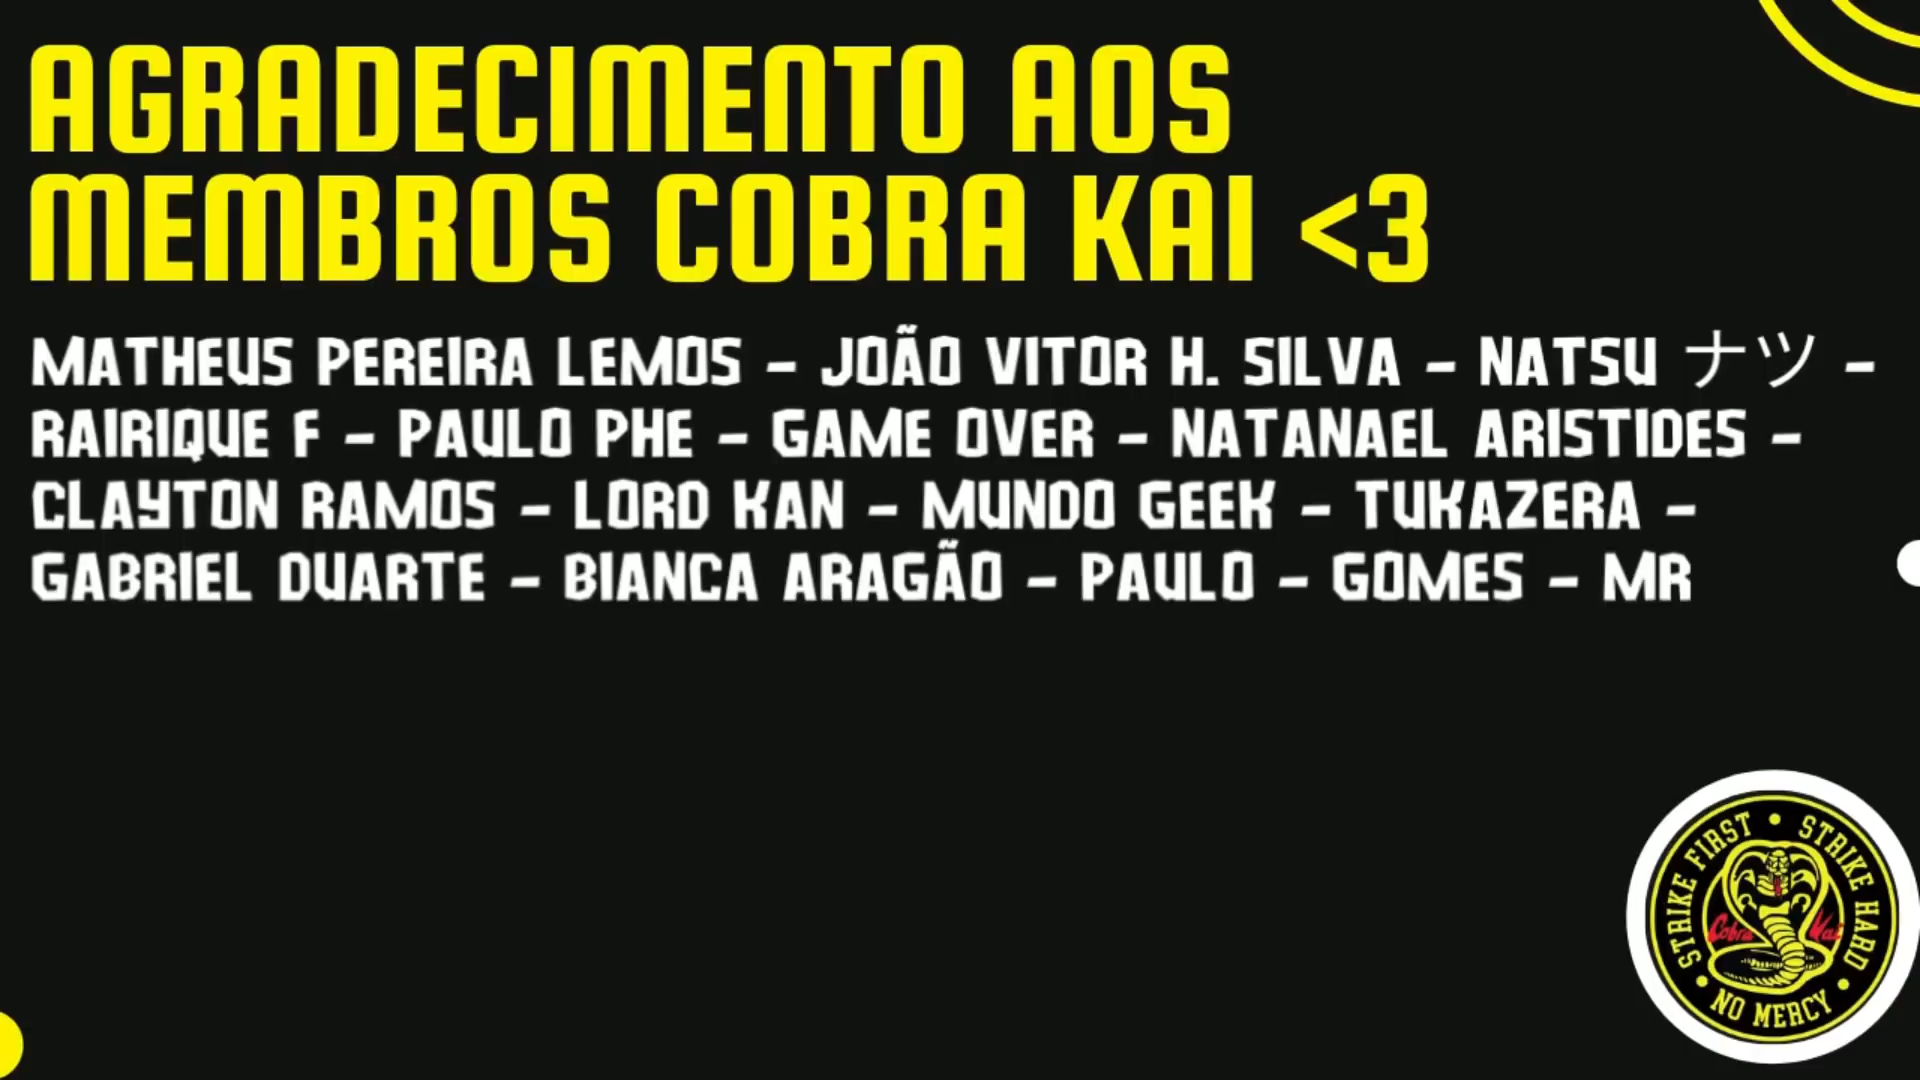 AGRADECIMENTO AOS
MEMBROS COBRA KAI <3
MATHEUS PEREIRA LEMOS - JOÃO VITOR H. SILVA - NATSU ナツ -
RAIRIQUE F - PAULO PHE - GAME OVER - NATANAEL ARISTIDES -
CLAYTON RAMOS - LORD KAN - MUNDO GEEK - TUKAZERA -
GABRIEL DUARTE - BIANCA ARAGÃO - PAULO - GOMES - MR
STRIKE FIRST • STRIKE HARD • NO MERCY •
Cobra Kai